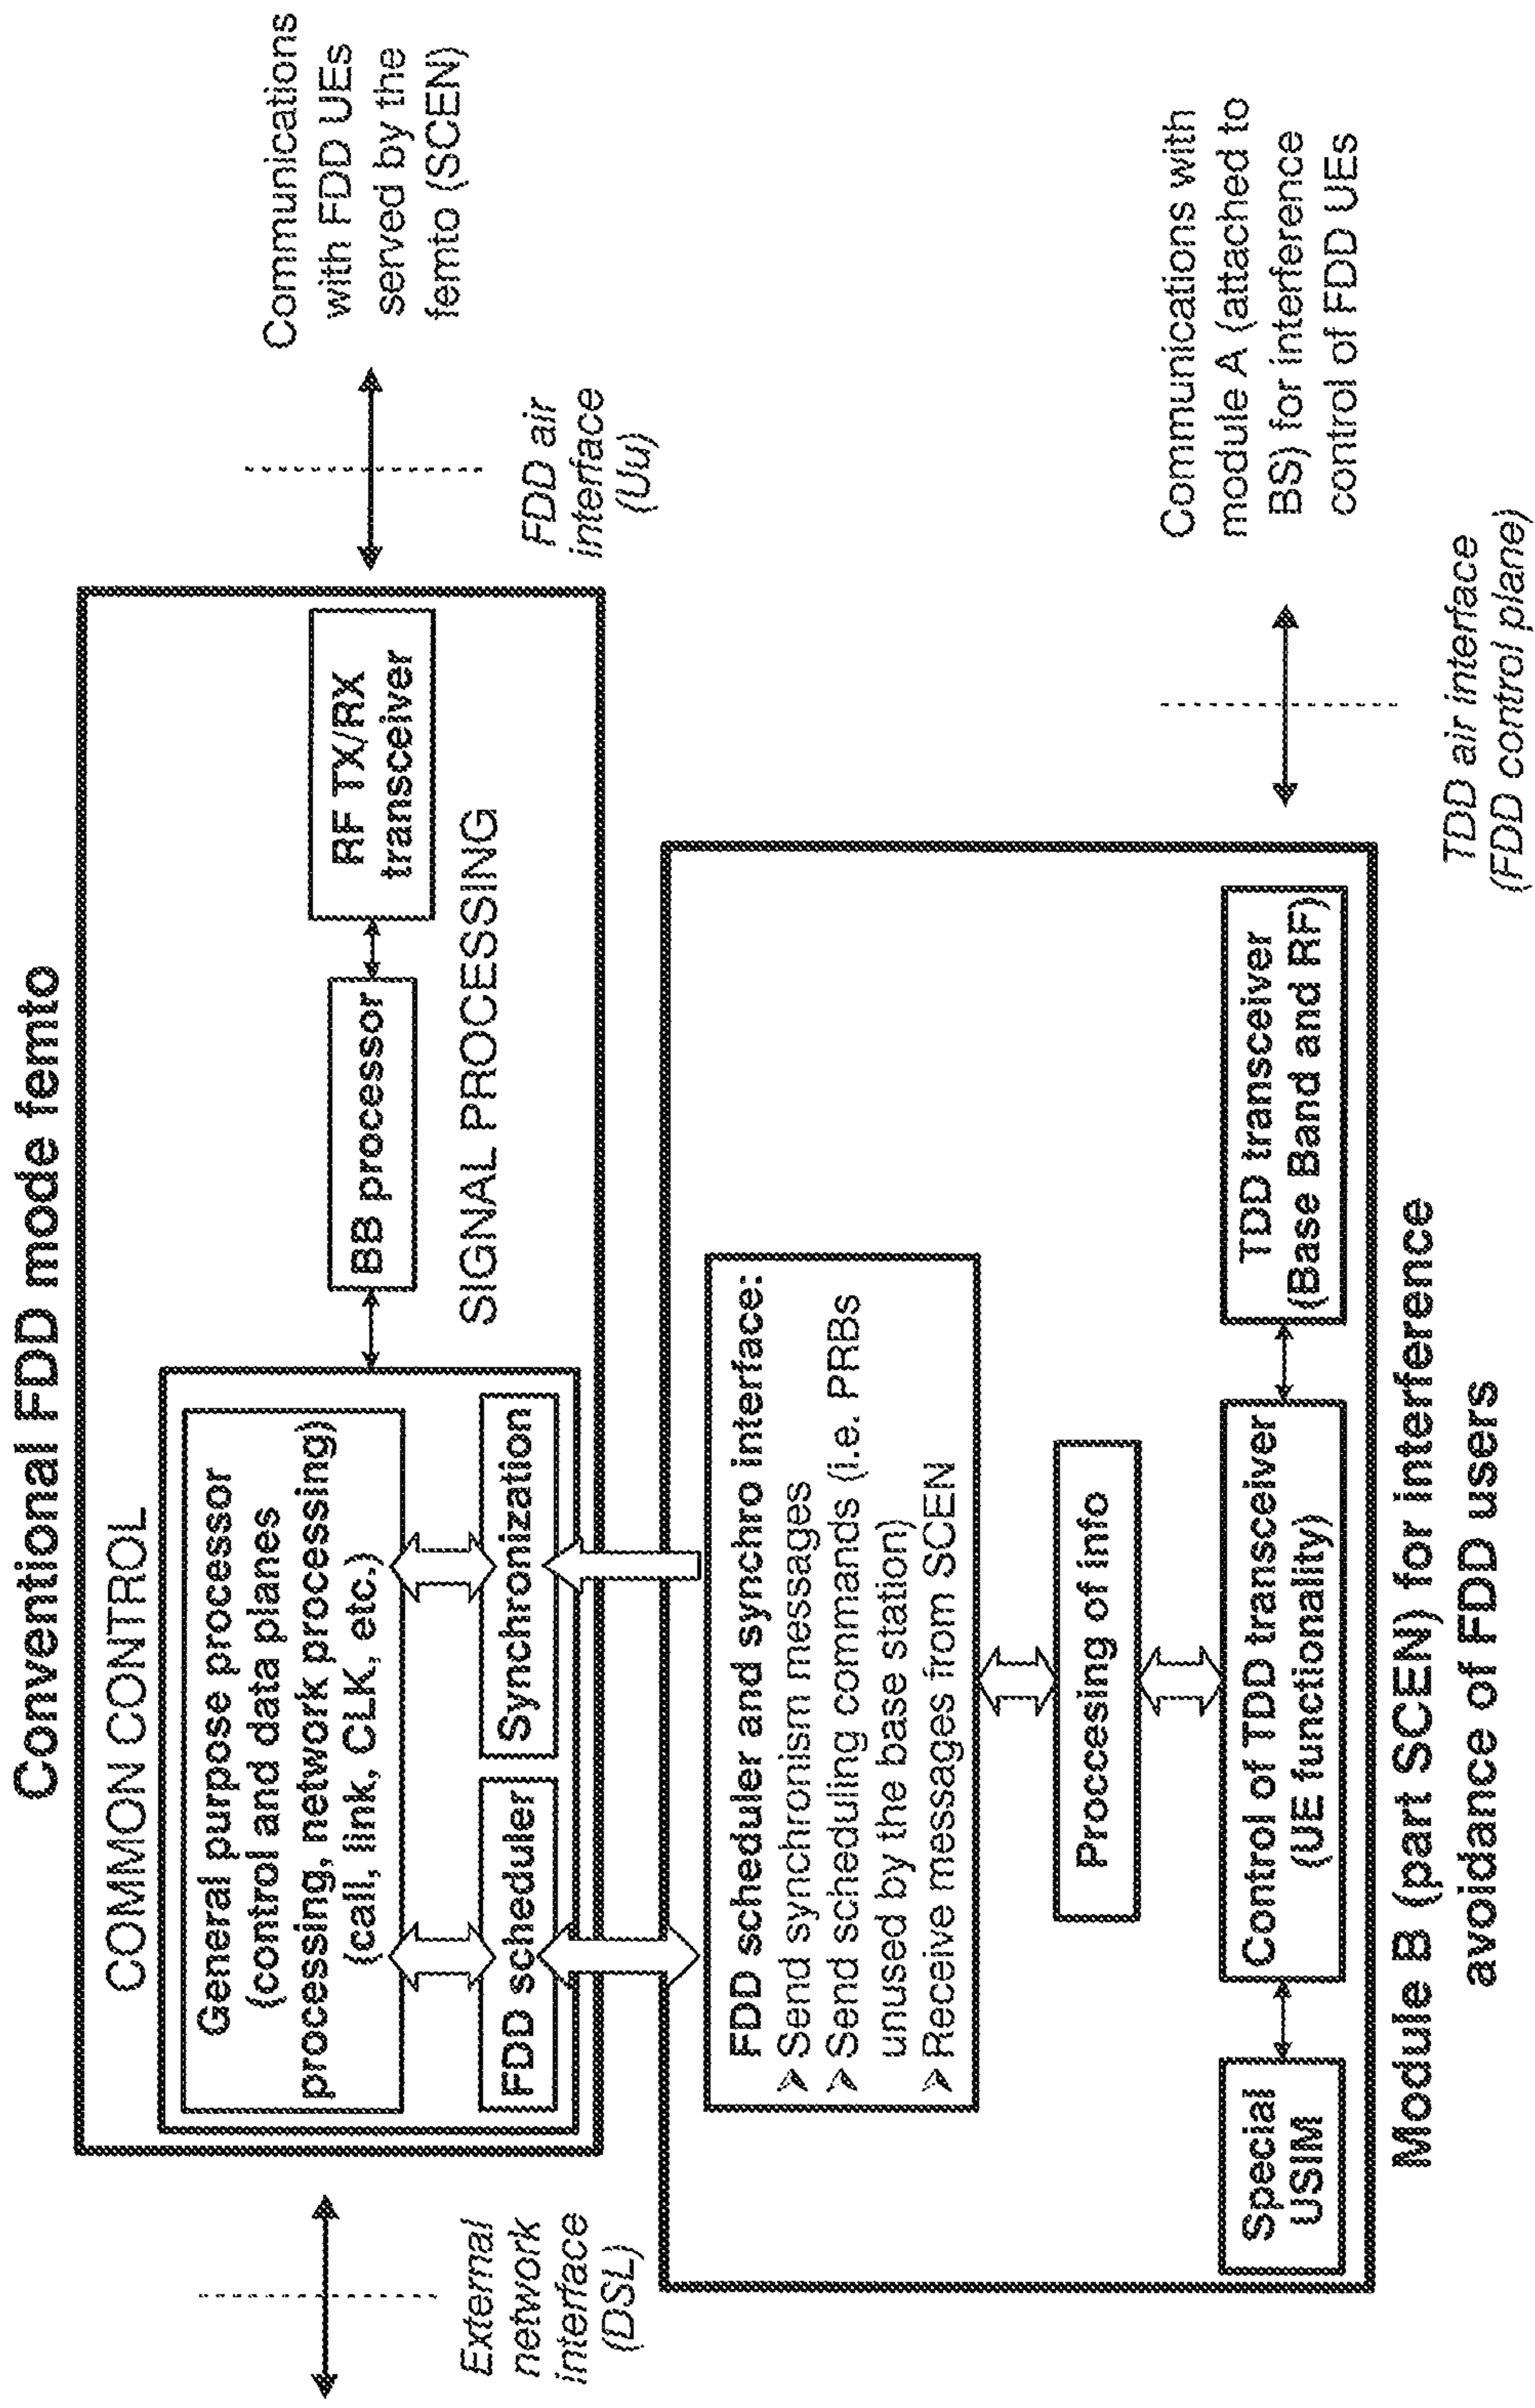 Conventional FDD mode femto
COMMON CONTROL
General purpose processor
(control and data planes
processing, network processing)
(call, link, CLK, etc.)
FDD scheduler
Synchronization
BB processor
RF TX/RX
transceiver
SIGNAL PROCESSING
External
network
interface
(DSL)
FDD air
interface
(Uu)
Communications
with FDD UEs
served by the
femto (SCEN)
FDD scheduler and synchro interface:
➢ Send synchronism messages
➢ Send scheduling commands (i.e. PRBs
unused by the base station)
➢ Receive messages from SCEN
Proccesing of info
Special
USIM
Control of TDD transceiver
(UE functionality)
TDD transceiver
(Base Band and RF)
TDD air interface
(FDD control plane)
Communications with
module A (attached to
BS) for interference
control of FDD UEs
Module B (part SCEN) for interference
avoidance of FDD users